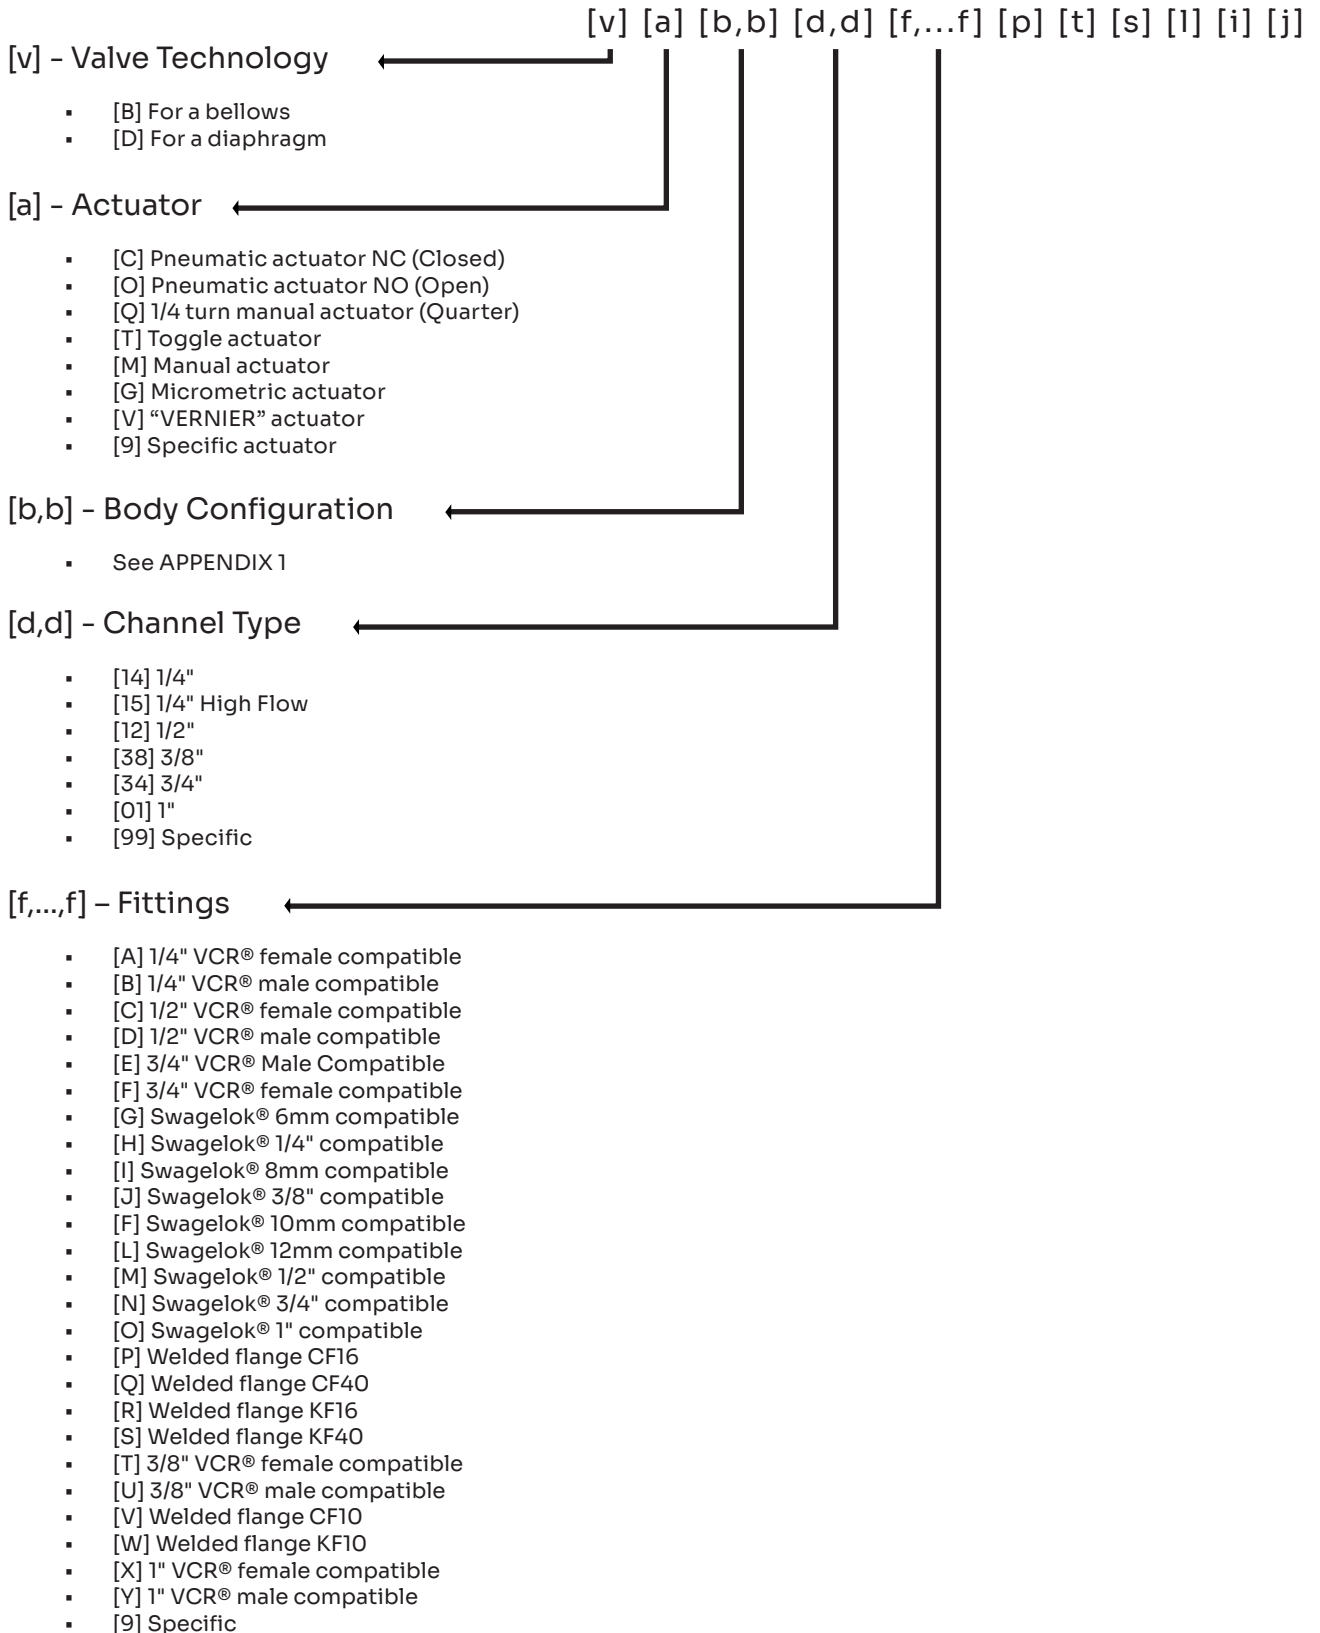 [v] [a] [b,b] [d,d] [f,...f] [p] [t] [s] [l] [i] [j]
[v] - Valve Technology
▪ [B] For a bellows
▪ [D] For a diaphragm
[a] - Actuator
▪ [C] Pneumatic actuator NC (Closed)
▪ [O] Pneumatic actuator NO (Open)
▪ [Q] 1/4 turn manual actuator (Quarter)
▪ [T] Toggle actuator
▪ [M] Manual actuator
▪ [G] Micrometric actuator
▪ [V] “VERNIER” actuator
▪ [9] Specific actuator
[b,b] - Body Configuration
▪ See APPENDIX 1
[d,d] - Channel Type
▪ [14] 1/4"
▪ [15] 1/4" High Flow
▪ [12] 1/2"
▪ [38] 3/8"
▪ [34] 3/4"
▪ [01] 1"
▪ [99] Specific
[f,...,f] – Fittings
▪ [A] 1/4" VCR® female compatible
▪ [B] 1/4" VCR® male compatible
▪ [C] 1/2" VCR® female compatible
▪ [D] 1/2" VCR® male compatible
▪ [E] 3/4" VCR® Male Compatible
▪ [F] 3/4" VCR® female compatible
▪ [G] Swagelok® 6mm compatible
▪ [H] Swagelok® 1/4" compatible
▪ [I] Swagelok® 8mm compatible
▪ [J] Swagelok® 3/8" compatible
▪ [F] Swagelok® 10mm compatible
▪ [L] Swagelok® 12mm compatible
▪ [M] Swagelok® 1/2" compatible
▪ [N] Swagelok® 3/4" compatible
▪ [O] Swagelok® 1" compatible
▪ [P] Welded flange CF16
▪ [Q] Welded flange CF40
▪ [R] Welded flange KF16
▪ [S] Welded flange KF40
▪ [T] 3/8" VCR® female compatible
▪ [U] 3/8" VCR® male compatible
▪ [V] Welded flange CF10
▪ [W] Welded flange KF10
▪ [X] 1" VCR® female compatible
▪ [Y] 1" VCR® male compatible
▪ [9] Specific